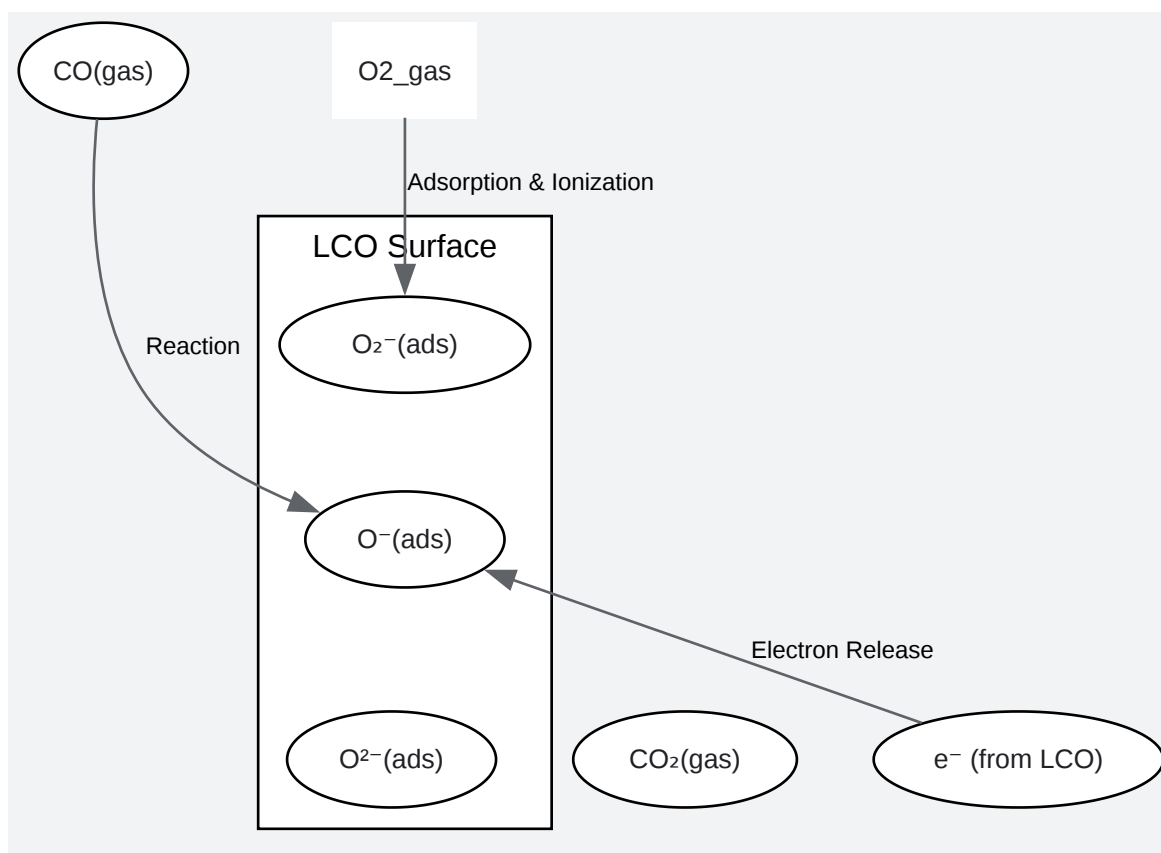 CO(gas)
O2_gas
Adsorption & Ionization
LCO Surface
O₂⁻(ads)
Reaction
O⁻(ads)
Electron Release
O²⁻(ads)
CO₂(gas)
e⁻ (from LCO)